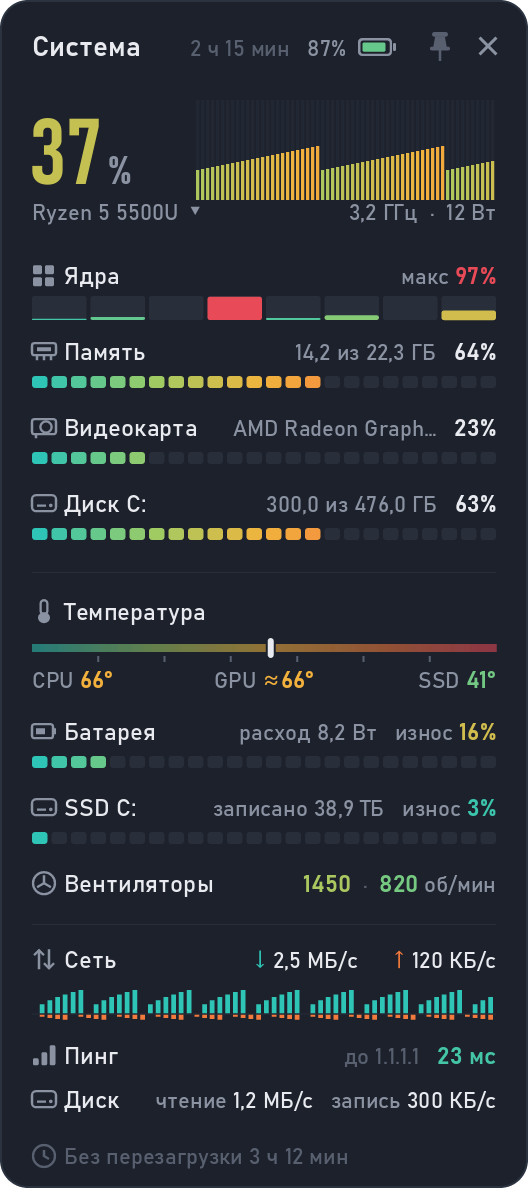 Система 2 ч 15 мин 87%
37 %
Ryzen 5 5500U 3,2 ГГц · 12 Вт
Ядра макс 97%
Память 14,2 из 22,3 ГБ 64%
Видеокарта AMD Radeon Graph… 23%
Диск C: 300,0 из 476,0 ГБ 63%
Температура
CPU 66° GPU ≈66° SSD 41°
Батарея расход 8,2 Вт износ 16%
SSD C: записано 38,9 ТБ износ 3%
Вентиляторы 1450 · 820 об/мин
Сеть ↓ 2,5 МБ/с ↑ 120 КБ/с
Пинг до 1.1.1.1 23 мс
Диск чтение 1,2 МБ/с запись 300 КБ/с
Без перезагрузки 3 ч 12 мин